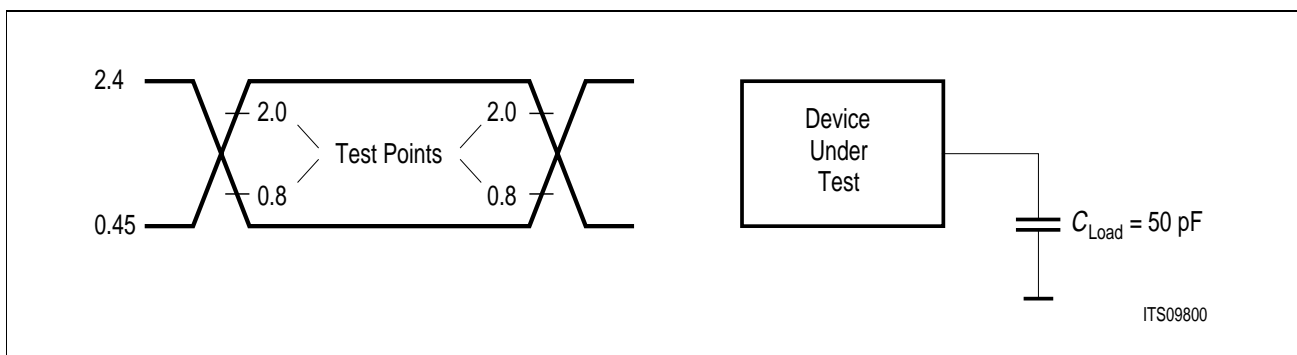 2.4
2.0
2.0
Test Points
0.8
0.8
0.45
Device
Under
Test
C Load = 50 pF
ITS09800